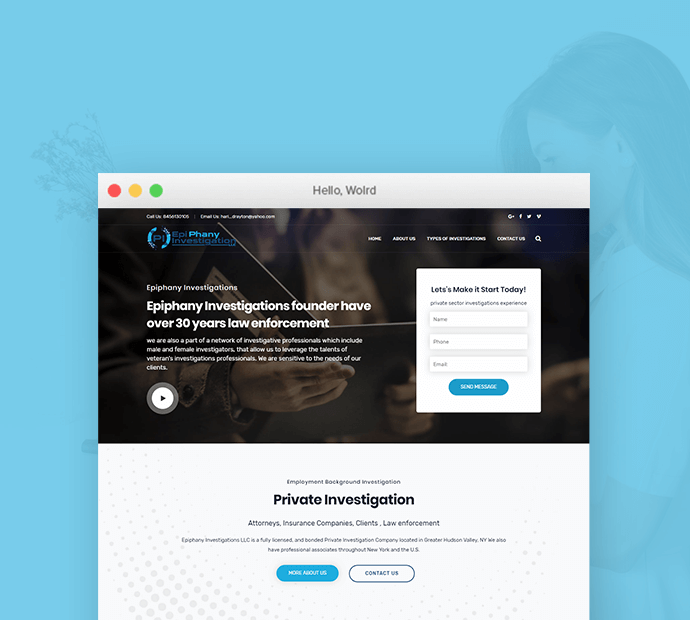 Hello, Wolrd
Call Us: 8456130105 | Email Us: hari_drayton@yahoo.com
PI EpiPhany
Investigation
HOME ABOUT US TYPES OF INVESTIGATIONS CONTACT US
Epiphany Investigations
Epiphany Investigations founder have
over 30 years law enforcement
we are also a part of a network of investigative professionals which include
male and female investigators, that allow us to leverage the talents of
veteran's investigations professionals. We are sensitive to the needs of our
clients.
Lets's Make it Start Today!
private sector investigations experience
Name
Phone
Email
SEND MESSAGE
Employment Background Investigation
Private Investigation
Attorneys, Insurance Companies, Clients , Law enforcement
Epiphany Investigations LLC is a fully licensed, and bonded Private Investigation Company located in Greater Hudson Valley, NY We also
have professional associates throughout New York and the U.S.
MORE ABOUT US CONTACT US